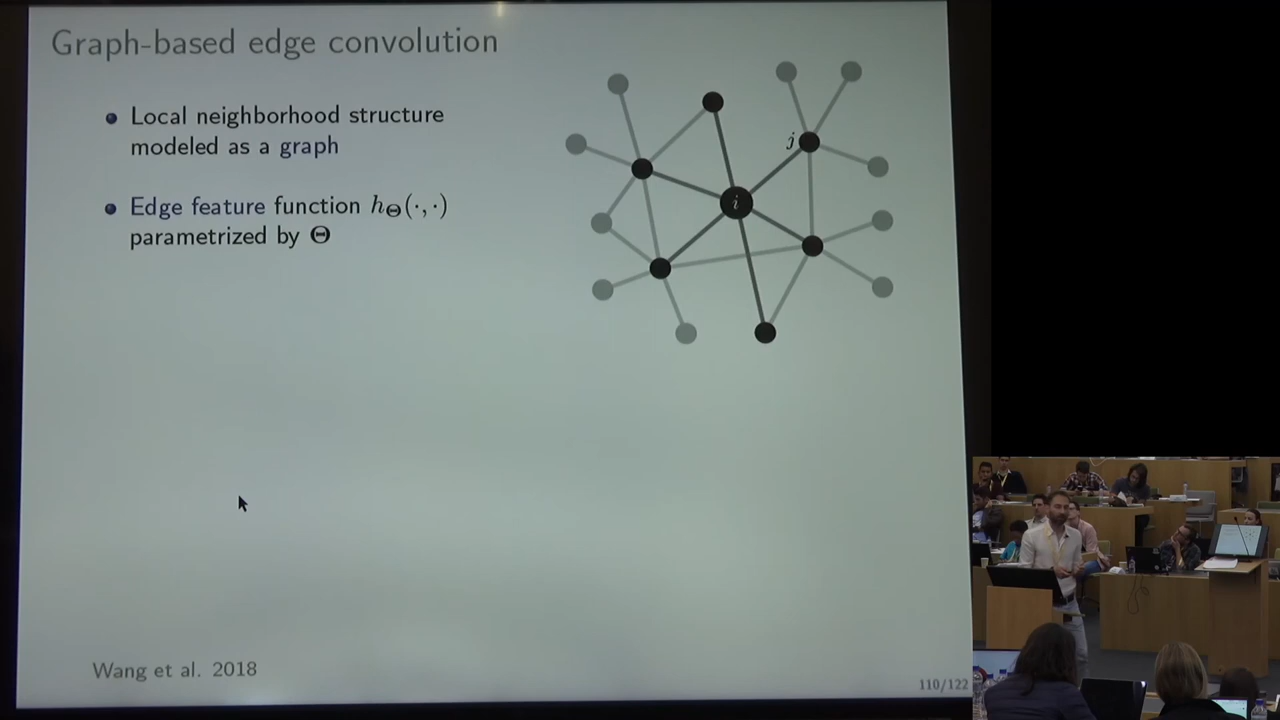 Graph-based edge convolution
Local neighborhood structure
modeled as a graph
Edge feature function h_Θ(·, ·)
parametrized by Θ
j
i
Wang et al. 2018
110/122